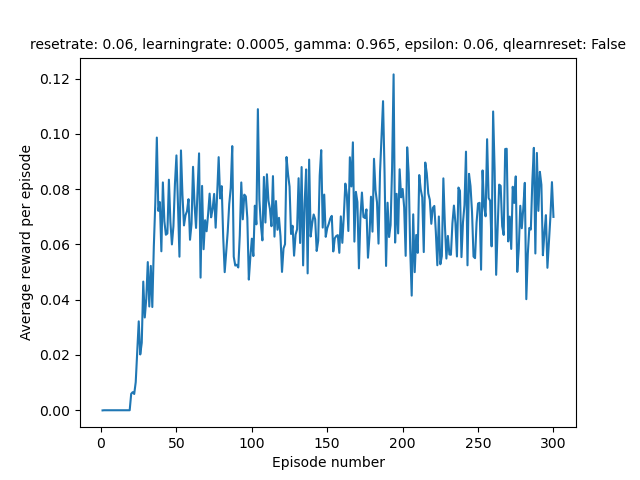 resetrate: 0.06, learningrate: 0.0005, gamma: 0.965, epsilon: 0.06, qlearnreset: False
0.12
0.10
0.08
0.06
0.04
0.02
0.00
Average reward per episode
0 50 100 150 200 250 300
Episode number